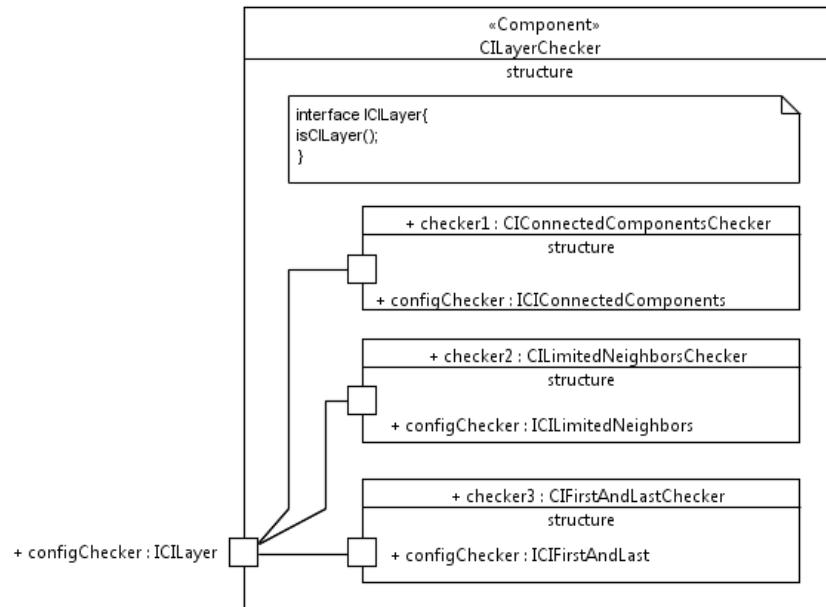 «Component»
CILayerChecker
structure
interface ICILayer{
isCILayer();
}
+ checker1 : CIConnectedComponentsChecker
structure
+ configChecker : ICIConnectedComponents
+ checker2 : CILimitedNeighborsChecker
structure
+ configChecker : ICILimitedNeighbors
+ checker3 : CIFirstAndLastChecker
structure
+ configChecker : ICILayer
+ configChecker : ICIFirstAndLast